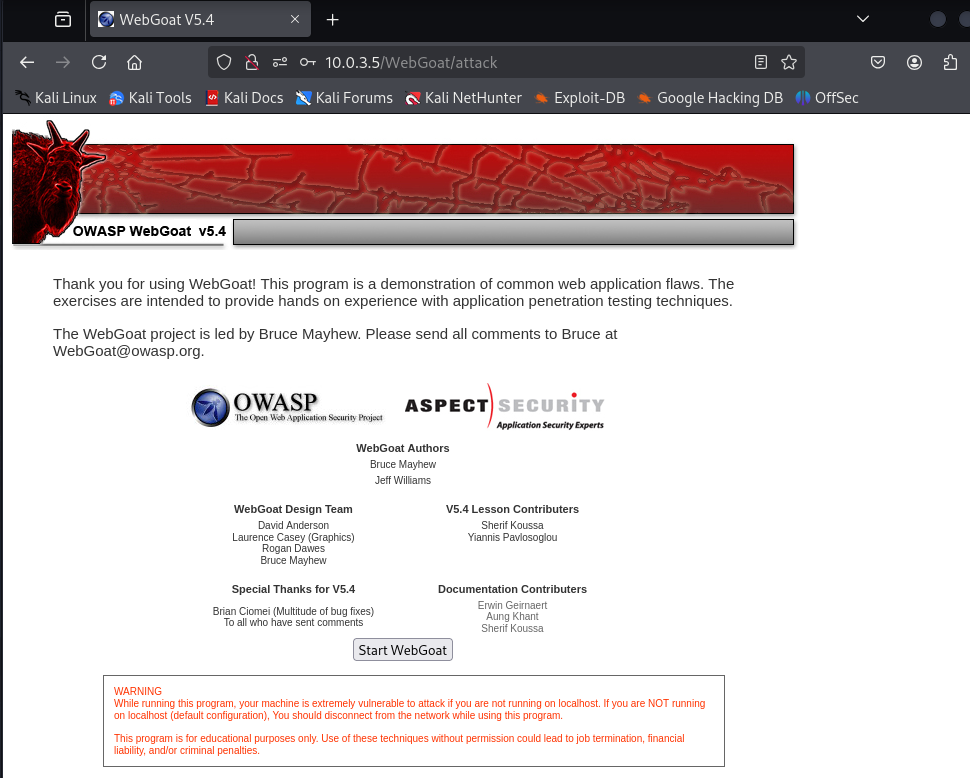 WebGoat V5.4
10.0.3.5/WebGoat/attack
Kali Linux Kali Tools Kali Docs Kali Forums Kali NetHunter Exploit-DB Google Hacking DB OffSec
OWASP WebGoat v5.4
Thank you for using WebGoat! This program is a demonstration of common web application flaws. The
exercises are intended to provide hands on experience with application penetration testing techniques.
The WebGoat project is led by Bruce Mayhew. Please send all comments to Bruce at
WebGoat@owasp.org.
OWASP
The Open Web Application Security Project
ASPECT SECURITY
Application Security Experts
WebGoat Authors
Bruce Mayhew
Jeff Williams
WebGoat Design Team
David Anderson
Laurence Casey (Graphics)
Rogan Dawes
Bruce Mayhew
V5.4 Lesson Contributers
Sherif Koussa
Yiannis Pavlosoglou
Special Thanks for V5.4
Brian Ciomei (Multitude of bug fixes)
To all who have sent comments
Documentation Contributers
Erwin Geirnaert
Aung Khant
Sherif Koussa
Start WebGoat
WARNING
While running this program, your machine is extremely vulnerable to attack if you are not running on localhost. If you are NOT running
on localhost (default configuration), You should disconnect from the network while using this program.
This program is for educational purposes only. Use of these techniques without permission could lead to job termination, financial
liability, and/or criminal penalties.